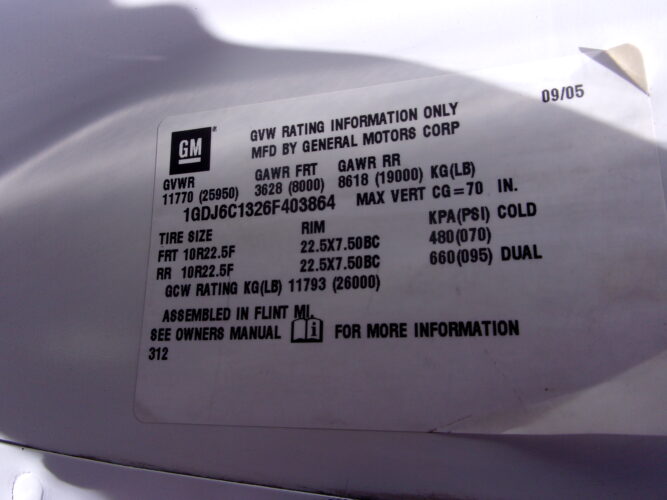 09/05
GM
GVW RATING INFORMATION ONLY
MFD BY GENERAL MOTORS CORP
GVWR GAWR FRT GAWR RR
11770 (25950) 3628 (8000) 8618 (19000) KG(LB)
1GDJ6C1326F403864 MAX VERT CG=70 IN.
TIRE SIZE RIM KPA(PSI) COLD
FRT 10R22.5F 22.5X7.50BC 480(070)
RR 10R22.5F 22.5X7.50BC 660(095) DUAL
GCW RATING KG(LB) 11793 (26000)
ASSEMBLED IN FLINT MI.
SEE OWNERS MANUAL i FOR MORE INFORMATION
312